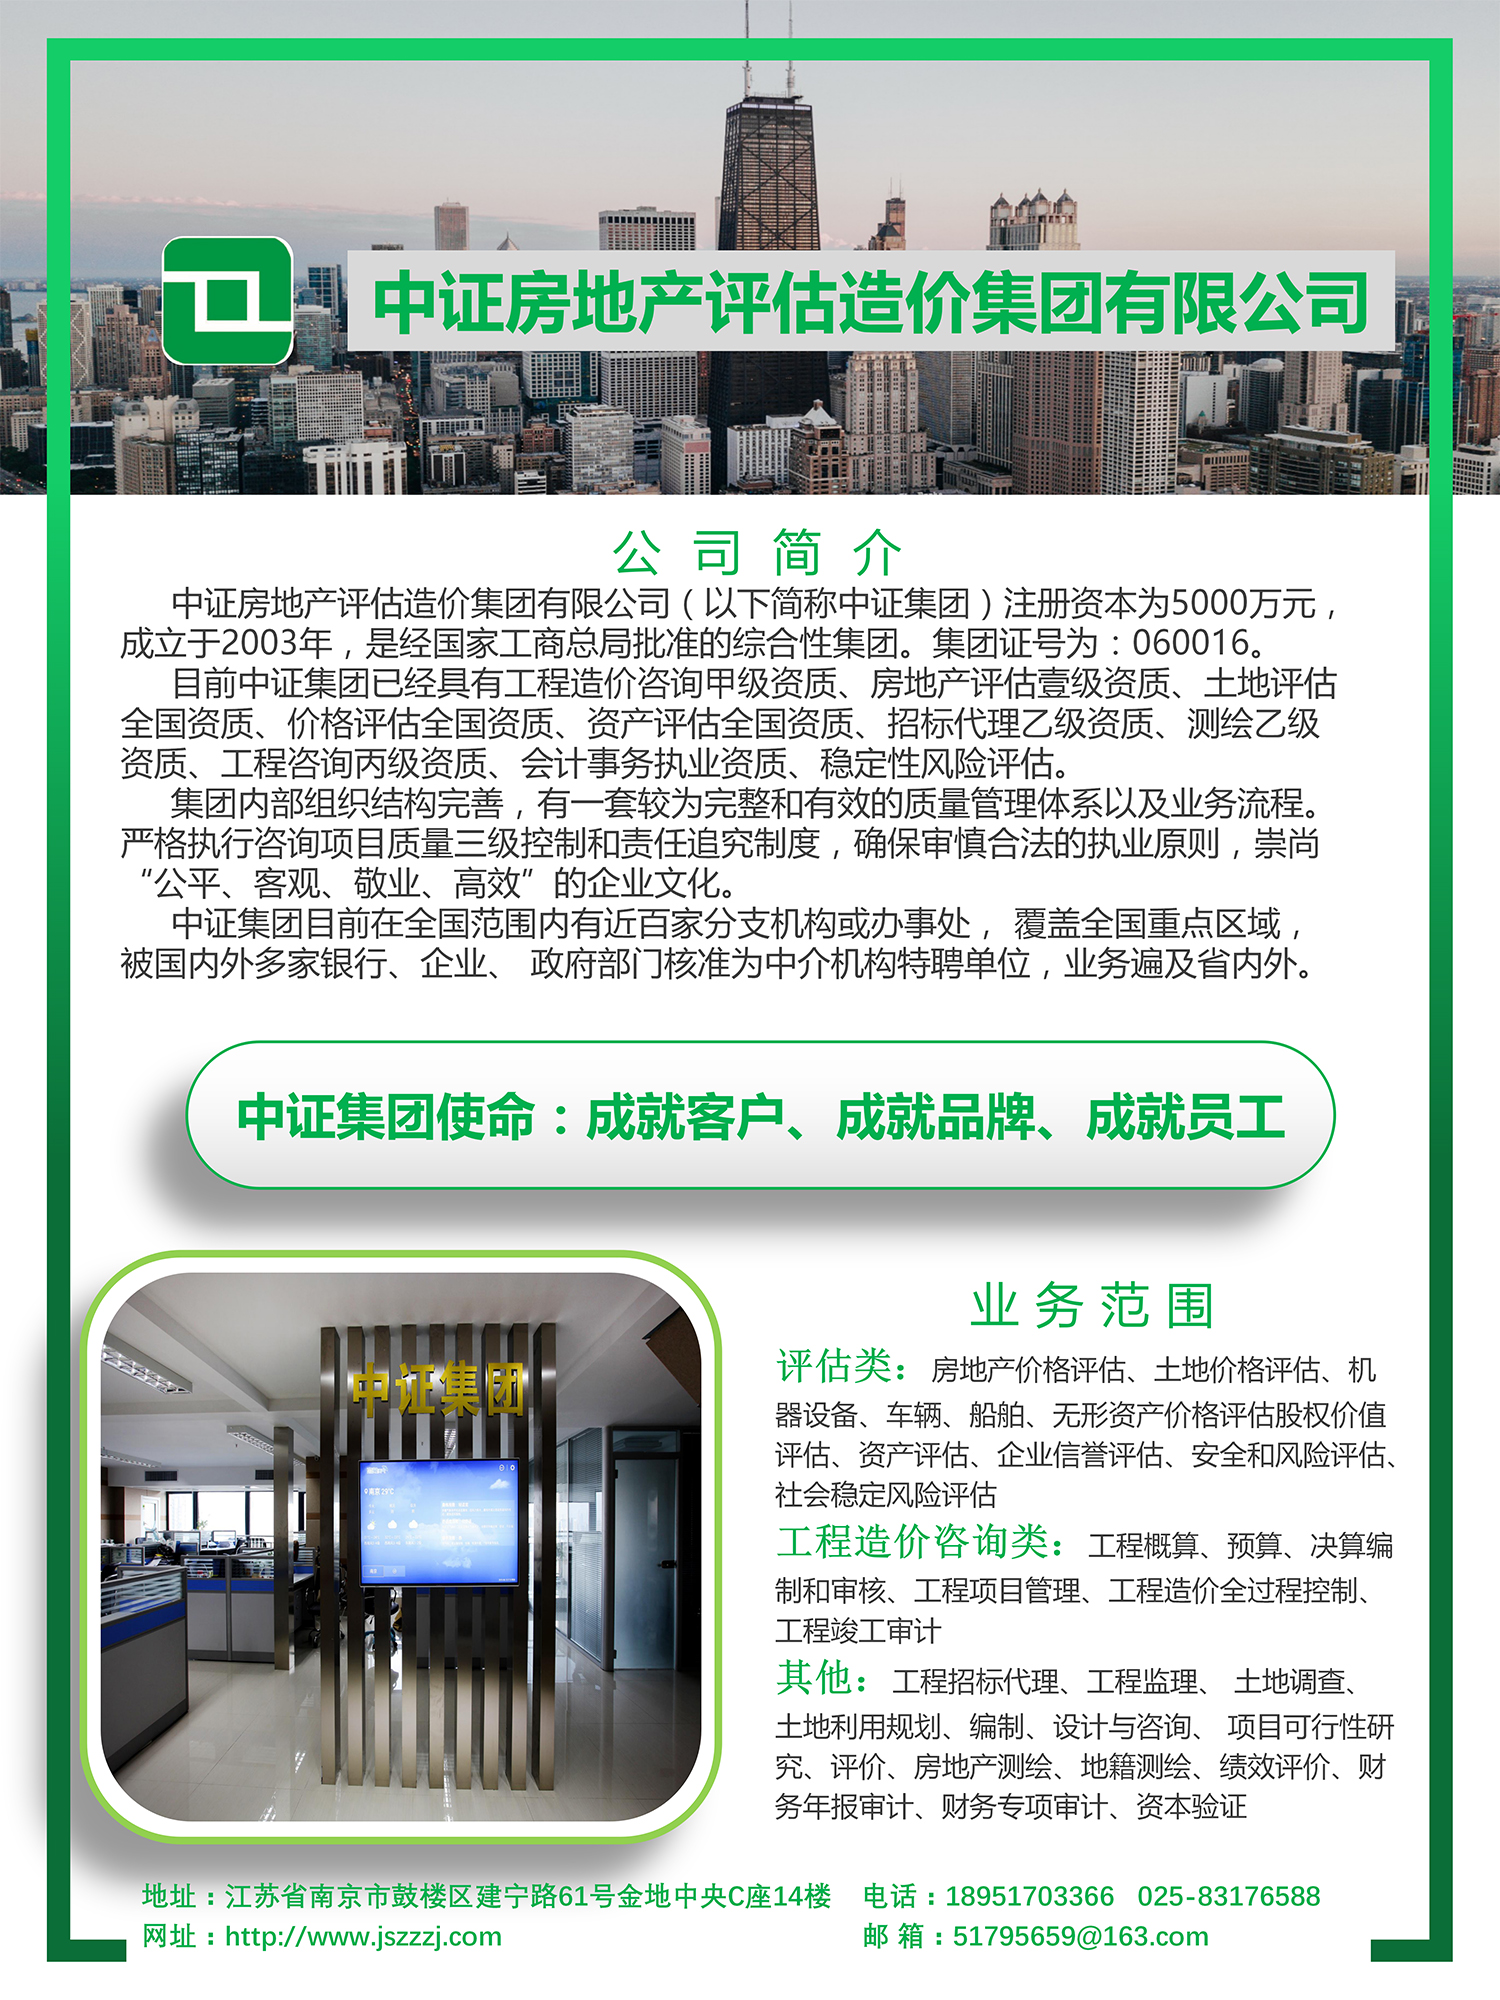 中证房地产评估造价集团有限公司
公司简介
中证房地产评估造价集团有限公司（以下简称中证集团）注册资本为5000万元，
成立于2003年，是经国家工商总局批准的综合性集团。集团证号为：060016。
目前中证集团已经具有工程造价咨询甲级资质、房地产评估壹级资质、土地评估
全国资质、价格评估全国资质、资产评估全国资质、招标代理乙级资质、测绘乙级
资质、工程咨询丙级资质、会计事务执业资质、稳定性风险评估。
集团内部组织结构完善，有一套较为完整和有效的质量管理体系以及业务流程。
严格执行咨询项目质量三级控制和责任追究制度，确保审慎合法的执业原则，崇尚
“公平、客观、敬业、高效”的企业文化。
中证集团目前在全国范围内有近百家分支机构或办事处， 覆盖全国重点区域，
被国内外多家银行、企业、 政府部门核准为中介机构特聘单位，业务遍及省内外。
中证集团使命：成就客户、成就品牌、成就员工
中证集团
南京 29℃
业务范围
评估类：房地产价格评估、土地价格评估、机
器设备、车辆、船舶、无形资产价格评估股权价值
评估、资产评估、企业信誉评估、安全和风险评估、
社会稳定风险评估
工程造价咨询类：工程概算、预算、决算编
制和审核、工程项目管理、工程造价全过程控制、
工程竣工审计
其他：工程招标代理、工程监理、 土地调查、
土地利用规划、编制、设计与咨询、 项目可行性研
究、评价、房地产测绘、地籍测绘、绩效评价、财
务年报审计、财务专项审计、资本验证
地址：江苏省南京市鼓楼区建宁路61号金地中央C座14楼 电话：18951703366 025-83176588
网址：http://www.jszzzj.com 邮 箱：51795659@163.com